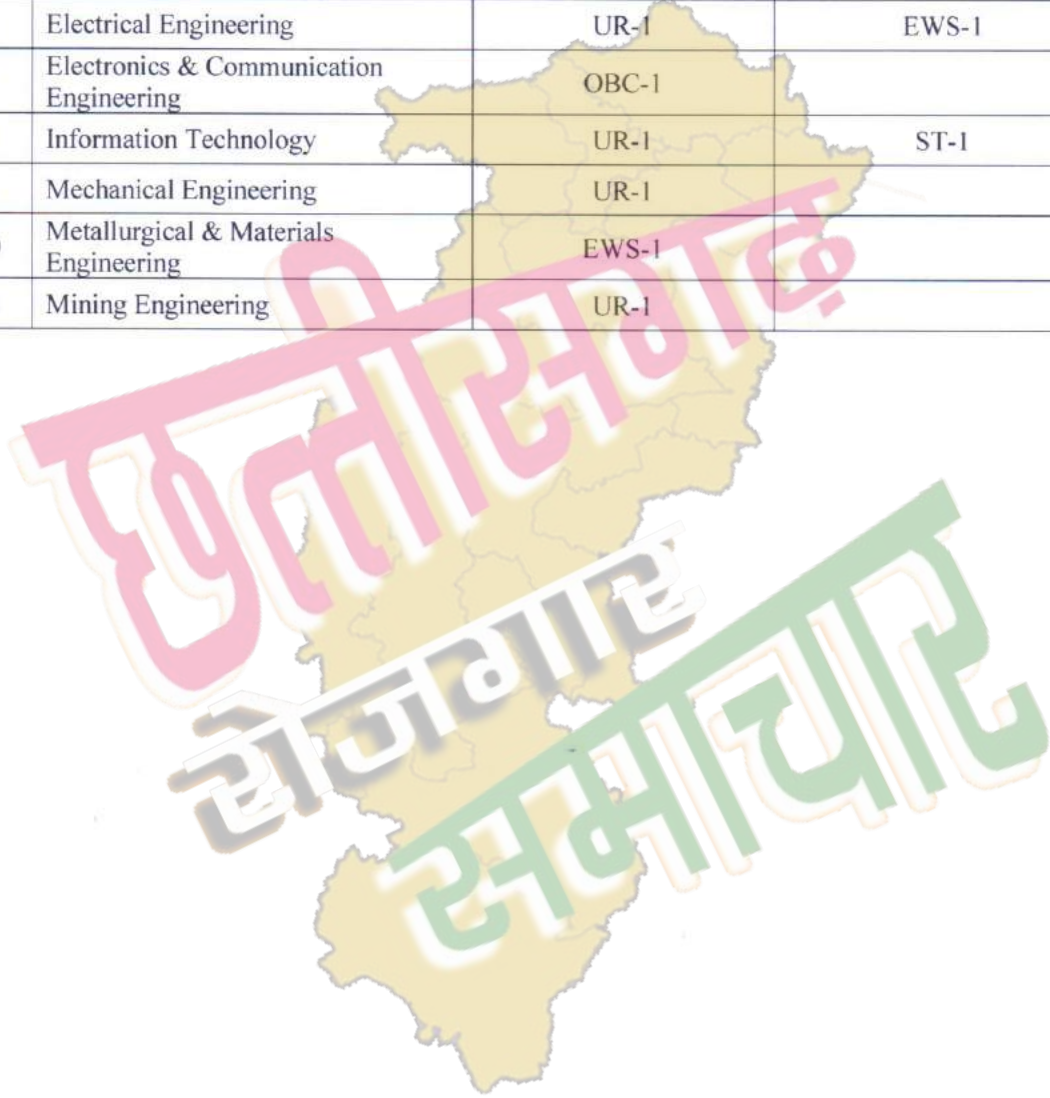 Electrical Engineering UR-1 EWS-1
Electronics & Communication
Engineering OBC-1
Information Technology UR-1 ST-1
Mechanical Engineering UR-1
Metallurgical & Materials
Engineering EWS-1
Mining Engineering UR-1
छत्तीसगढ़
रोजगार
समाचार